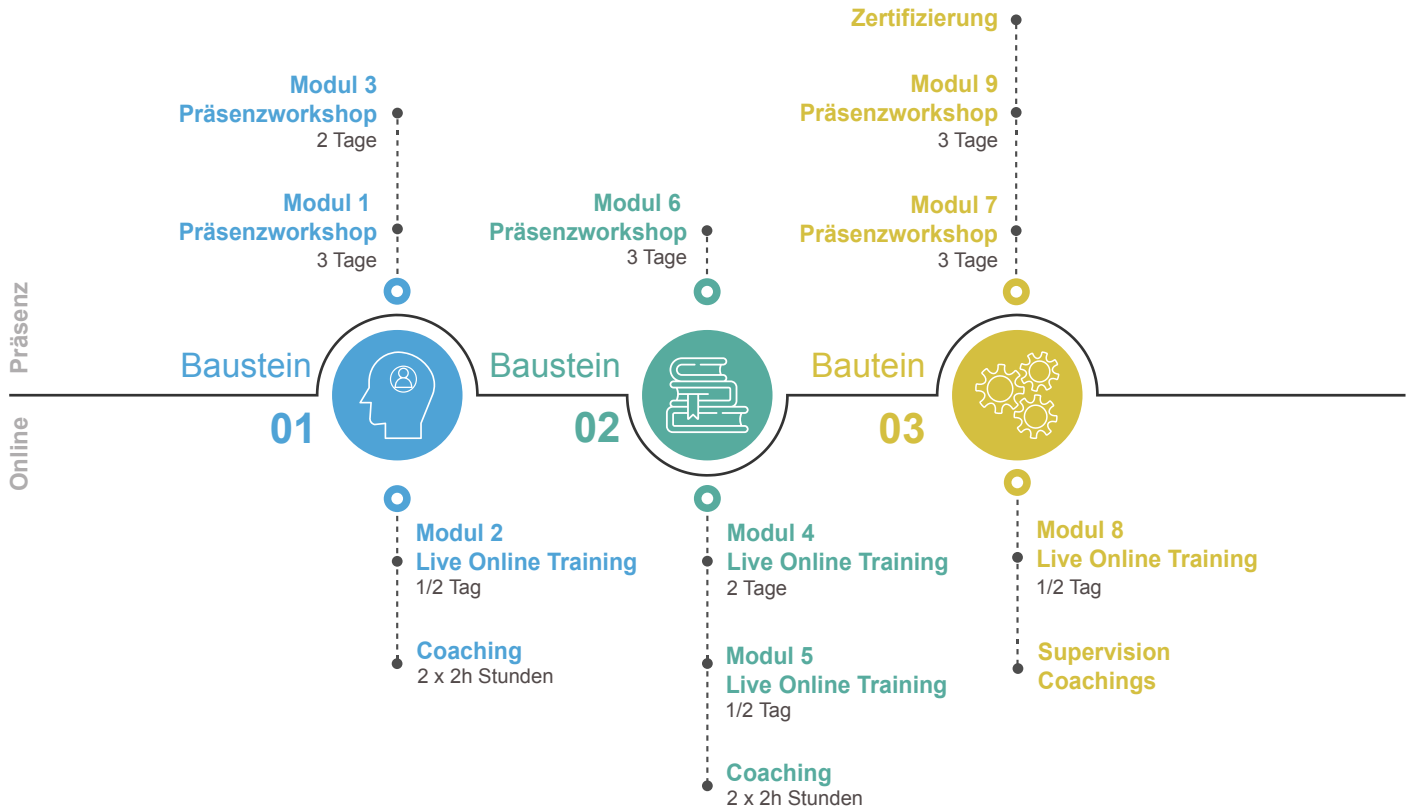 Präsenz
Online
Modul 3
Präsenzworkshop
2 Tage
Modul 1
Präsenzworkshop
3 Tage
Baustein
01
Modul 2
Live Online Training
1/2 Tag
Coaching
2 x 2h Stunden
Modul 6
Präsenzworkshop
3 Tage
Baustein
02
Modul 4
Live Online Training
2 Tage
Modul 5
Live Online Training
1/2 Tag
Coaching
2 x 2h Stunden
Zertifizierung
Modul 9
Präsenzworkshop
3 Tage
Modul 7
Präsenzworkshop
3 Tage
Bautein
03
Modul 8
Live Online Training
1/2 Tag
Supervision
Coachings